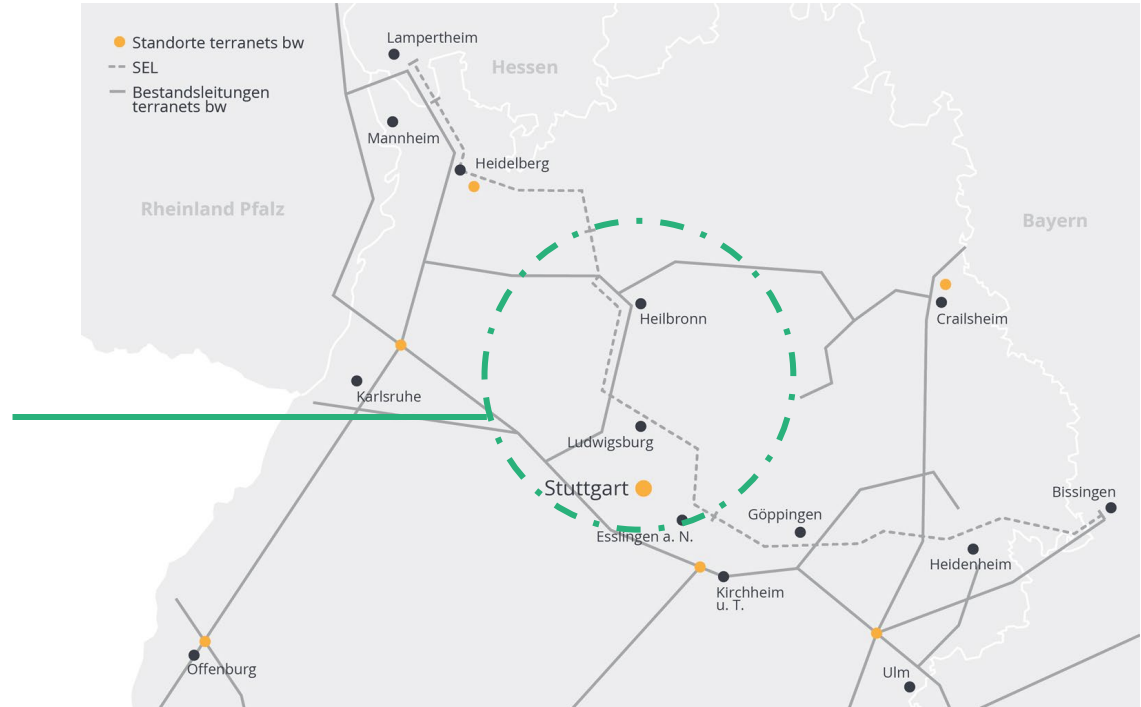 Standorte terranets bw
SEL
Bestandsleitungen
terranets bw
Lampertheim
Hessen
Mannheim
Heidelberg
Rheinland Pfalz
Bayern
Heilbronn
Crailsheim
Karlsruhe
Ludwigsburg
Stuttgart
Bissingen
Göppingen
Esslingen a. N.
Heidenheim
Kirchheim
u. T.
Offenburg
Ulm